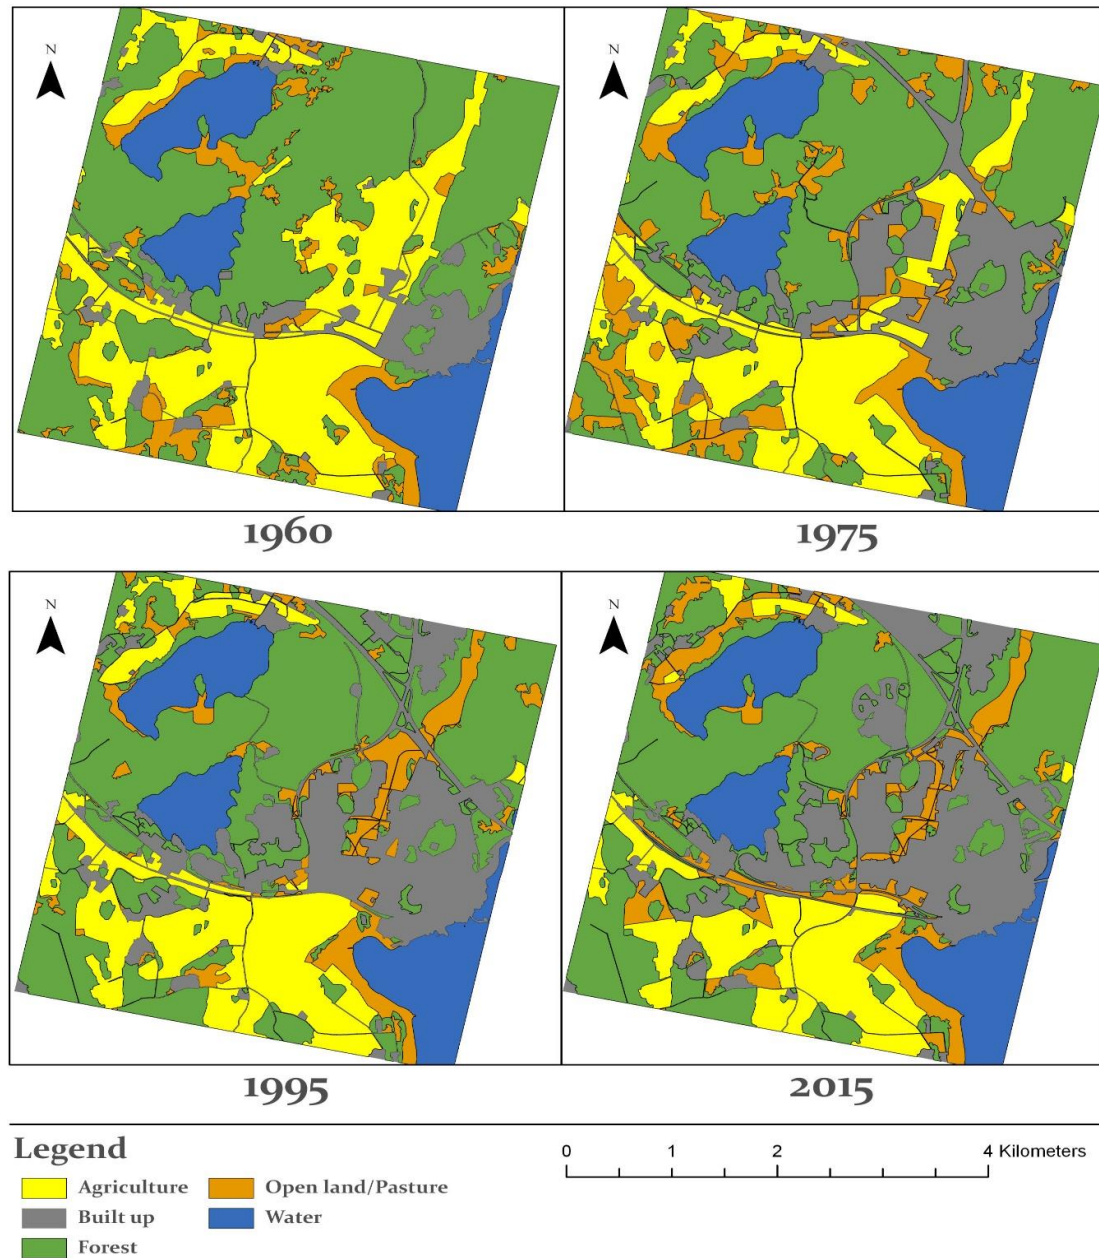 N
N
1960
1975
N
N
1995
2015
Legend
0 1 2 4 Kilometers
Agriculture Open land/Pasture
Built up Water
Forest